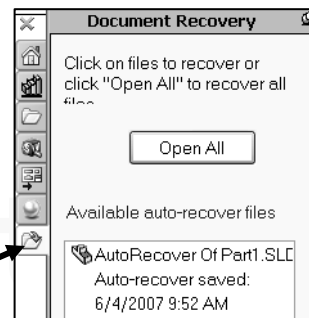 Document Recovery
Click on files to recover or
click "Open All" to recover all
files
Open All
Available auto-recover files
AutoRecover Of Part1.SLD
Auto-recover saved:
6/4/2007 9:52 AM